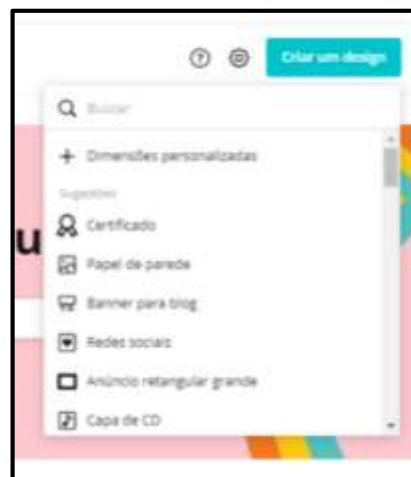 Criar um design
Buscar
Dimensões personalizadas
Sugestões
Certificado
Papel de parede
Banner para blog
Redes sociais
Anúncio retangular grande
Capa de CD
u